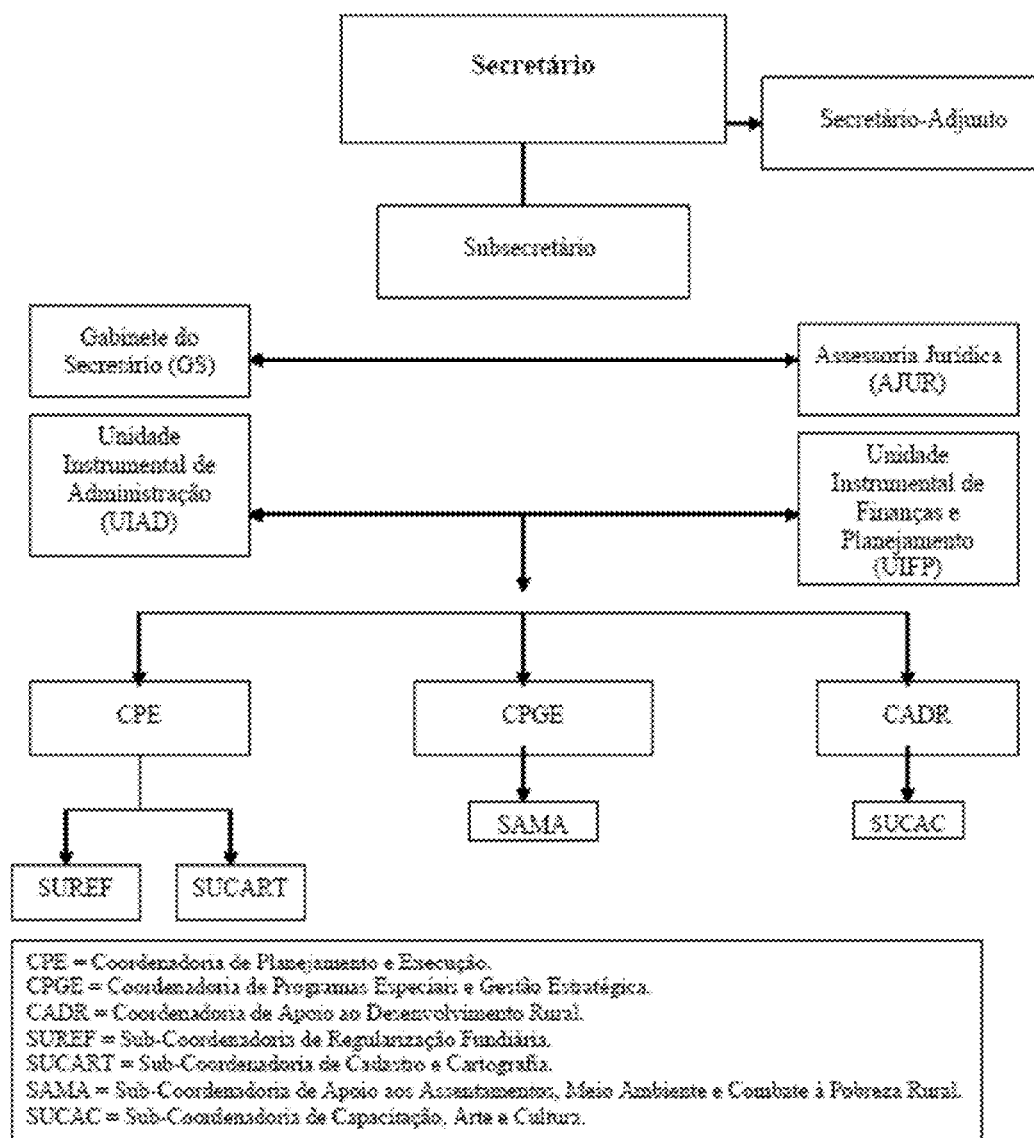 Secretário
Secretário-Adjunto
Subsecretário
Gabinete do
Secretário (GS)
Assessoria Jurídica
(AJUR)
Unidade
Instrumental de
Administração
(UIAD)
Unidade
Instrumental de
Finanças e
Planejamento
(UIFP)
CPE
CPGE
CADR
SAMA
SUCAC
SUREF
SUCART
CPE = Coordenadoria de Planejamento e Execução.
CPGE = Coordenadoria de Programas Especiais e Gestão Estratégica.
CADR = Coordenadoria de Apoio ao Desenvolvimento Rural.
SUREF = Sub-Coordenadoria de Regularização Fundiária.
SUCART = Sub-Coordenadoria de Cadastro e Cartografia.
SAMA = Sub-Coordenadoria de Apoio aos Assentamentos, Meio Ambiente e Combate à Pobreza Rural.
SUCAC = Sub-Coordenadoria de Capacitação, Arte e Cultura.